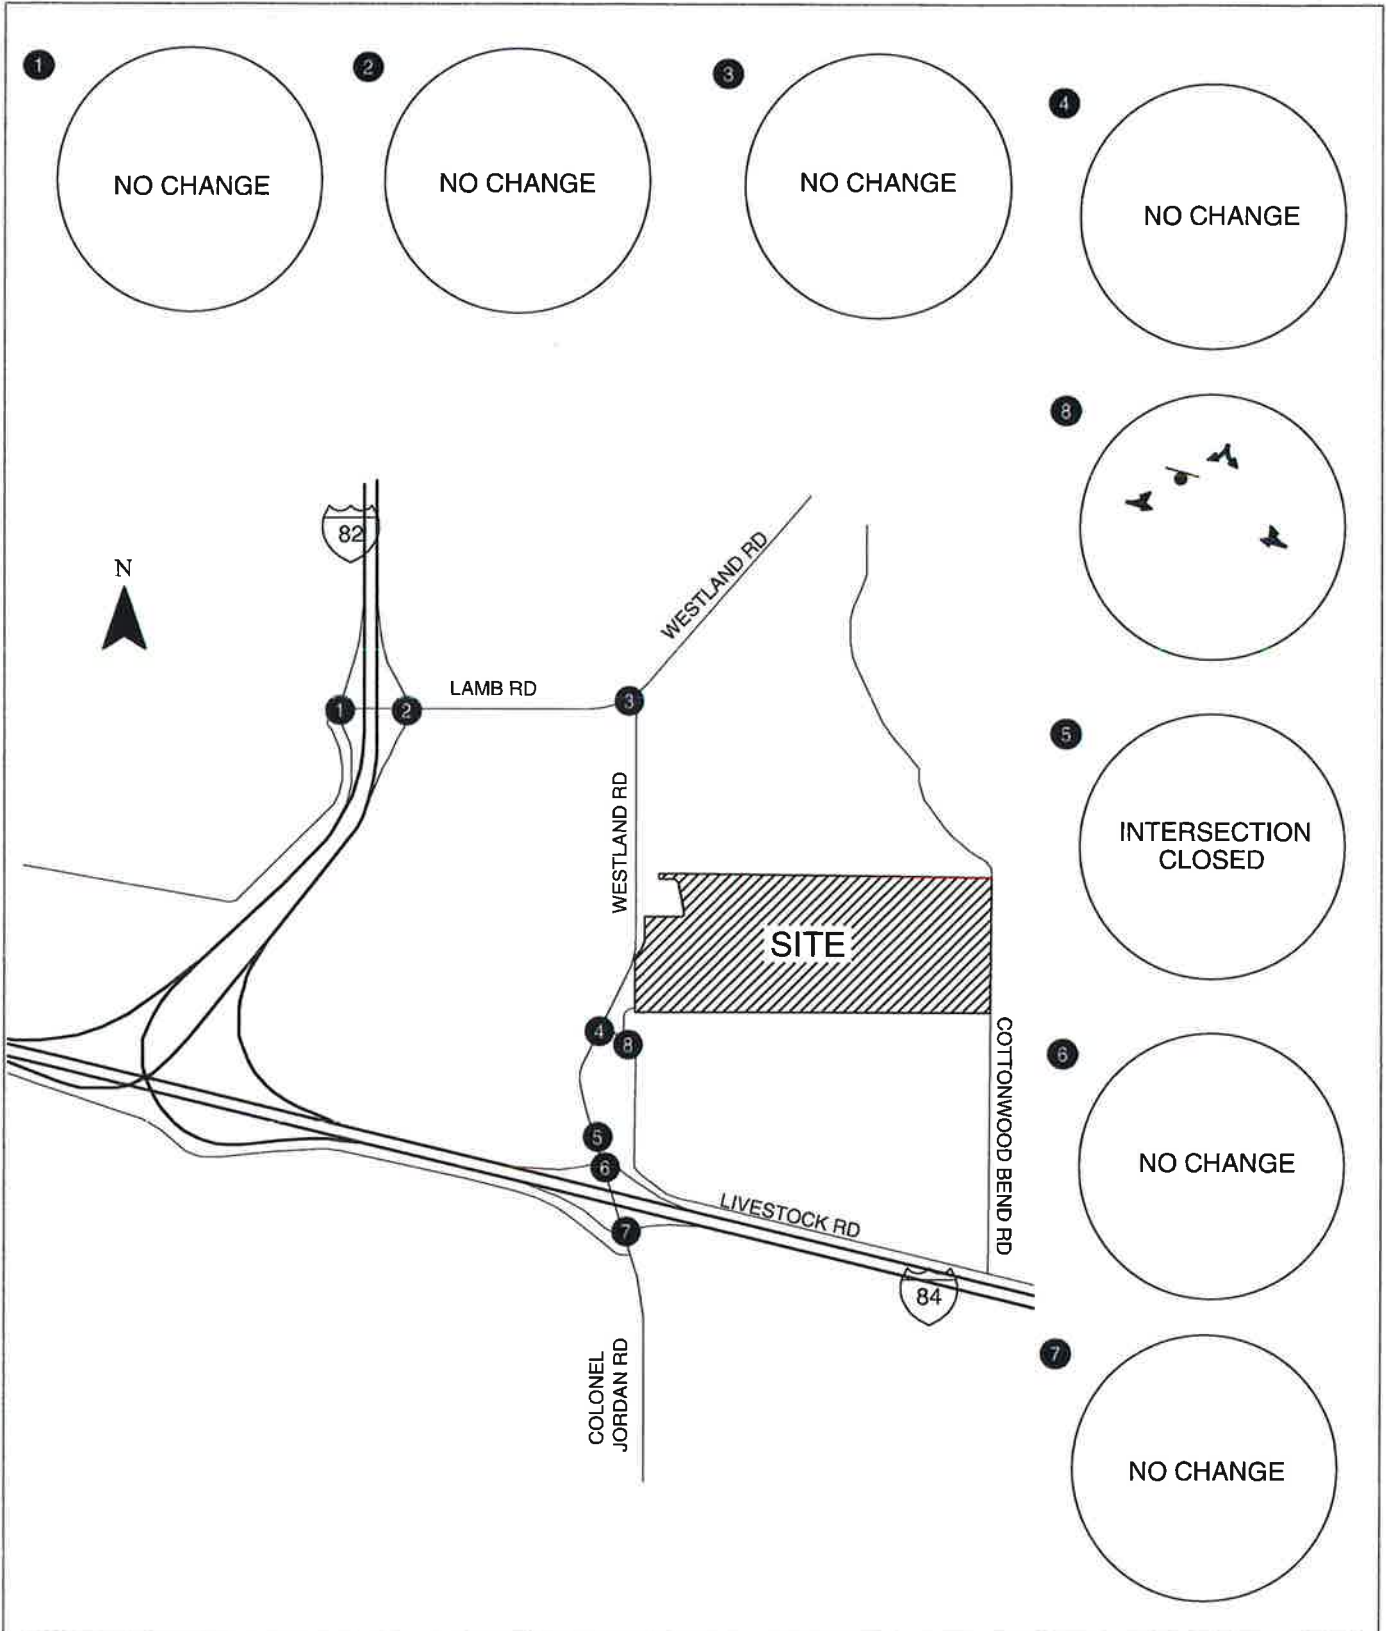 1
2
3
4
NO CHANGE
NO CHANGE
NO CHANGE
NO CHANGE
8
82
N
WESTLAND RD
LAMB RD
1
2
3
5
WESTLAND RD
INTERSECTION
CLOSED
SITE
4
8
COTTONWOOD BEND RD
6
5
6
NO CHANGE
LIVESTOCK RD
7
84
7
COLONEL
JORDAN RD
NO CHANGE